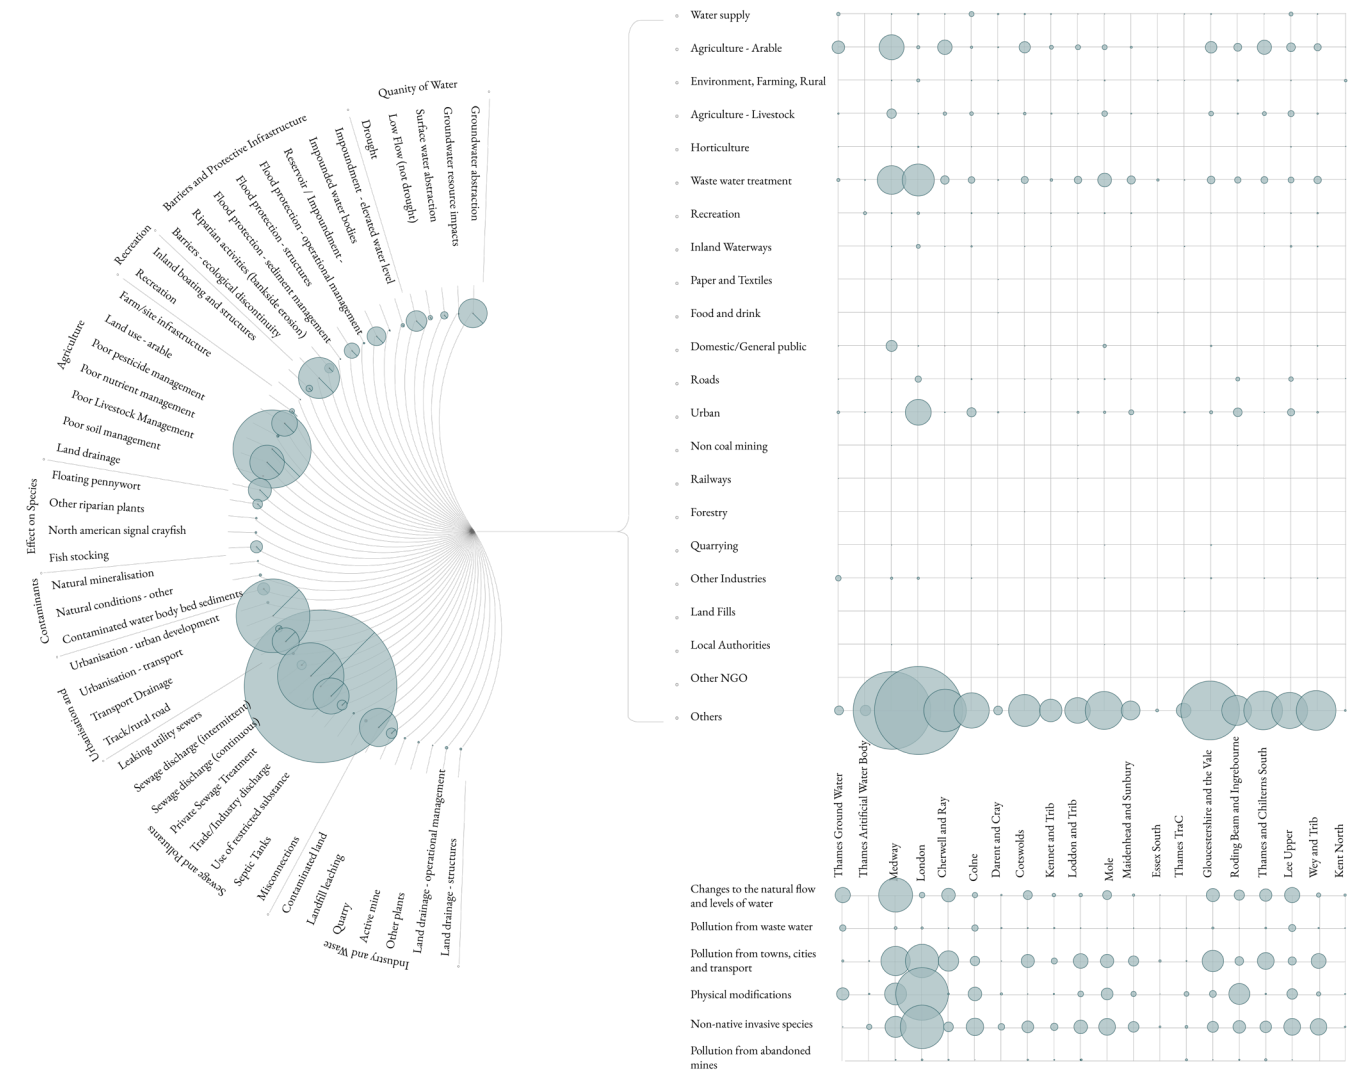 Quanity of Water
Groundwater abstraction
Groundwater resource impacts
Surface water abstraction
Low Flow (not drought)
Drought
Barriers and Protective Infrastructure
Impoundment - elevated water level
Impounded water bodies
Reservoir / Impoundment -
Flood protection - operational management
Flood protection - structures
Flood protection - sediment management
Riparian activities (bankside erosion)
Barriers - ecological discontinuity
Recreation
Inland boating and structures
Recreation
Agriculture
Farm/site infrastructure
Land use - arable
Poor pesticide management
Poor nutrient management
Poor Livestock Management
Poor soil management
Land drainage
Effect on Species
Floating pennywort
Other riparian plants
North american signal crayfish
Fish stocking
Contaminants
Natural mineralisation
Natural conditions - other
Contaminated water body bed sediments
Urbanisation and
Urbanisation - urban development
Urbanisation - transport
Transport Drainage
Track/rural road
Sewage and Pollutants
Leaking utility sewers
Sewage discharge (intermittent)
Sewage discharge (continuous)
Private Sewage Treatment
Trade/Industry discharge
Use of restricted substance
Septic Tanks
Misconnections
Industry and Waste
Contaminated land
Landfill leaching
Quarry
Active mine
Other plants
Land drainage - operational management
Land drainage - structures
Water supply
Agriculture - Arable
Environment, Farming, Rural
Agriculture - Livestock
Horticulture
Waste water treatment
Recreation
Inland Waterways
Paper and Textiles
Food and drink
Domestic/General public
Roads
Urban
Non coal mining
Railways
Forestry
Quarrying
Other Industries
Land Fills
Local Authorities
Other NGO
Others
Thames Ground Water
Thames Aritificial Water Body
Medway
London
Cherwell and Ray
Colne
Darent and Cray
Cotswolds
Kennet and Trib
Loddon and Trib
Mole
Maidenhead and Sunbury
Essex South
Thames TraC
Gloucestershire and the Vale
Roding Beam and Ingrebourne
Thames and Chilterns South
Lee Upper
Wey and Trib
Kent North
Changes to the natural flow
and levels of water
Pollution from waste water
Pollution from towns, cities
and transport
Physical modifications
Non-native invasive species
Pollution from abandoned
mines